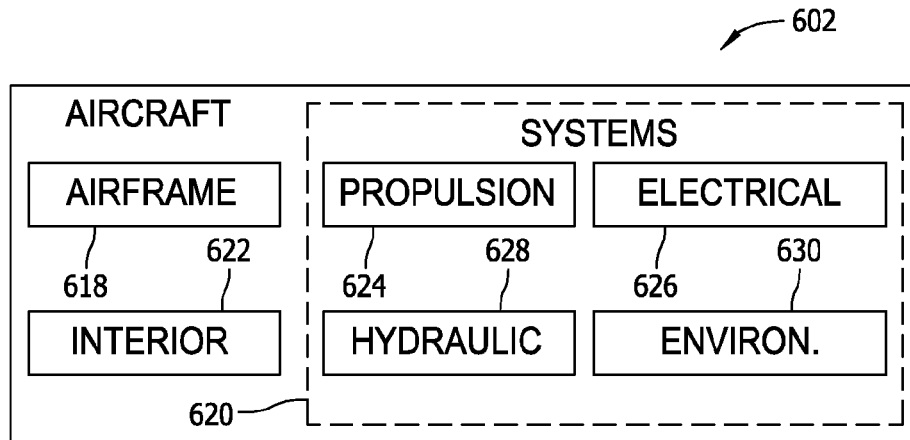 602
AIRCRAFT
SYSTEMS
AIRFRAME
PROPULSION
ELECTRICAL
622
628
630
618
624
626
INTERIOR
HYDRAULIC
ENVIRON.
620